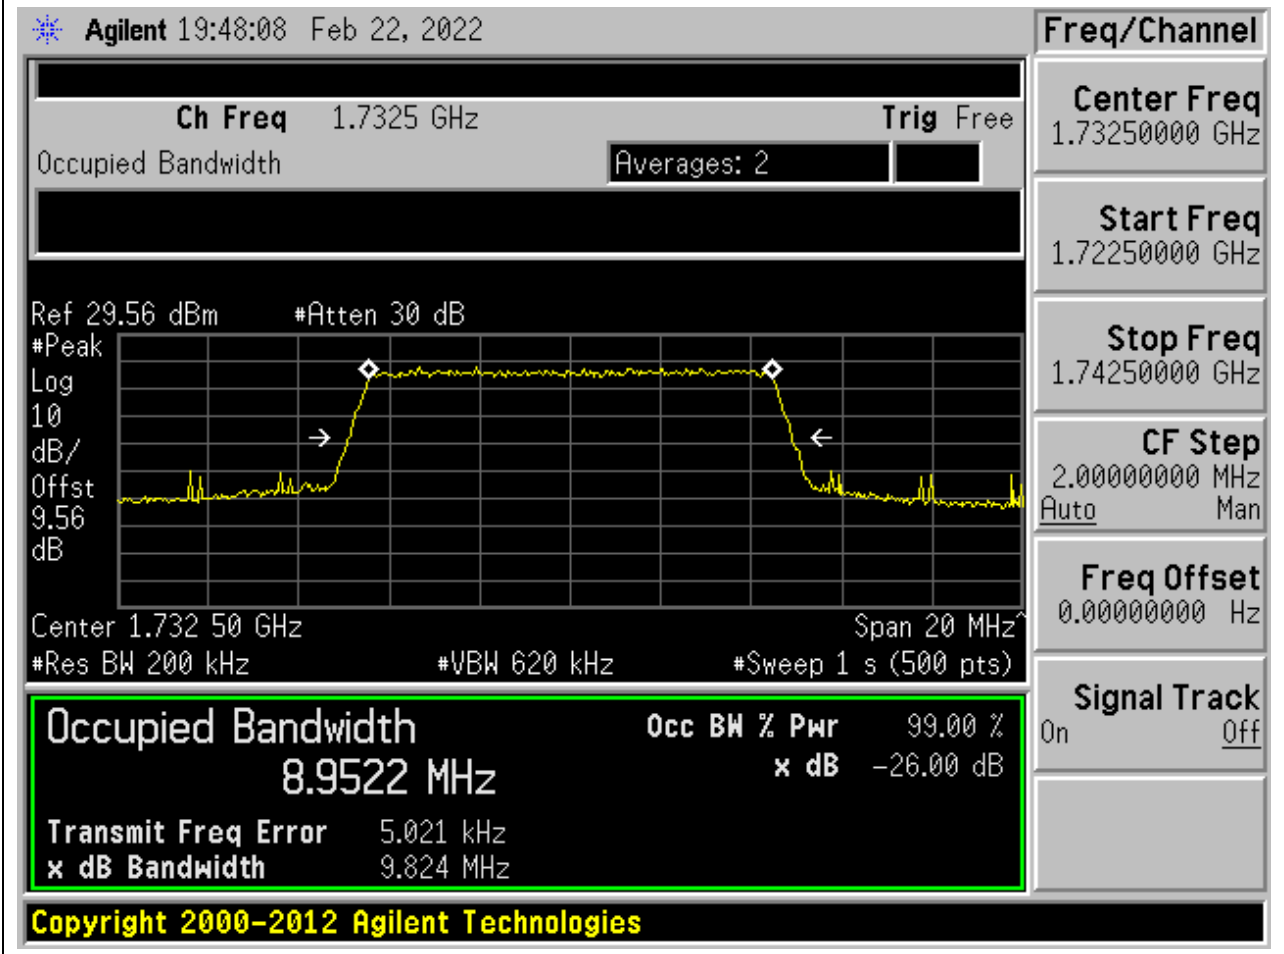 Agilent 19:48:08 Feb 22, 2022
Freq/Channel
Ch Freq 1.7325 GHz Trig Free
Occupied Bandwidth Averages: 2
Center Freq
1.73250000 GHz
Start Freq
1.72250000 GHz
Stop Freq
1.74250000 GHz
CF Step
2.00000000 MHz
Auto Man
Freq Offset
0.00000000 Hz
Signal Track
On Off
Ref 29.56 dBm #Atten 30 dB
#Peak
Log
10
dB/
Offst
9.56
dB
Center 1.732 50 GHz Span 20 MHz^
#Res BW 200 kHz #VBW 620 kHz #Sweep 1 s (500 pts)
Occupied Bandwidth Occ BW % Pwr 99.00 %
8.9522 MHz x dB -26.00 dB
Transmit Freq Error 5.021 kHz
x dB Bandwidth 9.824 MHz
Copyright 2000-2012 Agilent Technologies